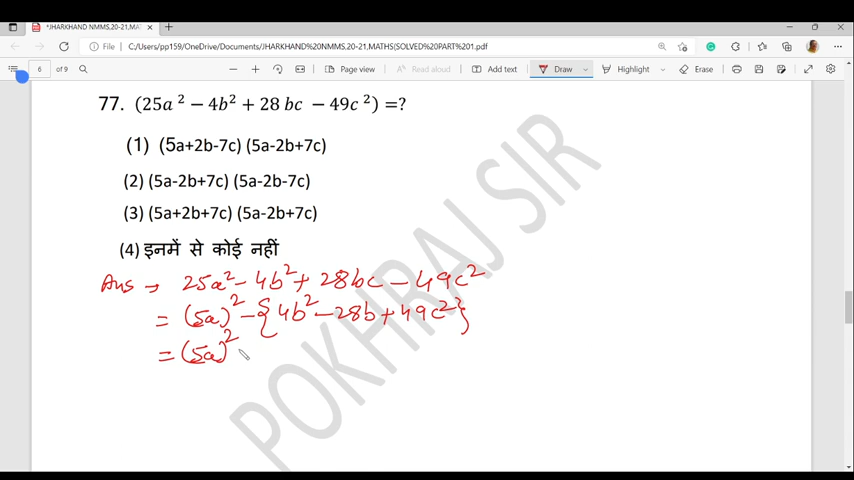 *JHARKHAND NMMS,20-21,MATHS(S
File
C:/Users/pp159/OneDrive/Documents/JHARKHAND%20NMMS,20-21,MATHS(SOLVED%20PART%201.pdf
6 of 9
Page view
Read aloud
Add text
Draw
Highlight
Erase
77. (25a² − 4b² + 28 bc − 49c²) =?
(1) (5a+2b-7c) (5a-2b+7c)
(2) (5a-2b+7c) (5a-2b-7c)
(3) (5a+2b+7c) (5a-2b+7c)
(4) इनमें से कोई नहीं
Ans → 25a² − 4b² + 28bc − 49c²
= (5a)² − {4b² − 28b + 49c²}
= (5a)²
POKHRAJ SIR